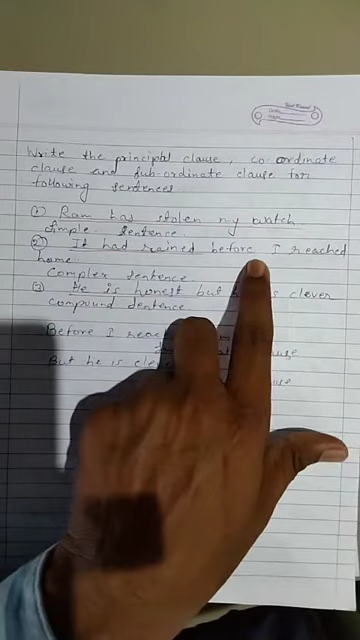 Write the principal clause, co-ordinate
clause and sub-ordinate clause for
following sentences
① Ram has stolen my watch
simple sentence.
② It had rained before I reached
home
complex sentence.
③ He is honest but clever
compound sentence
Before I
But he is